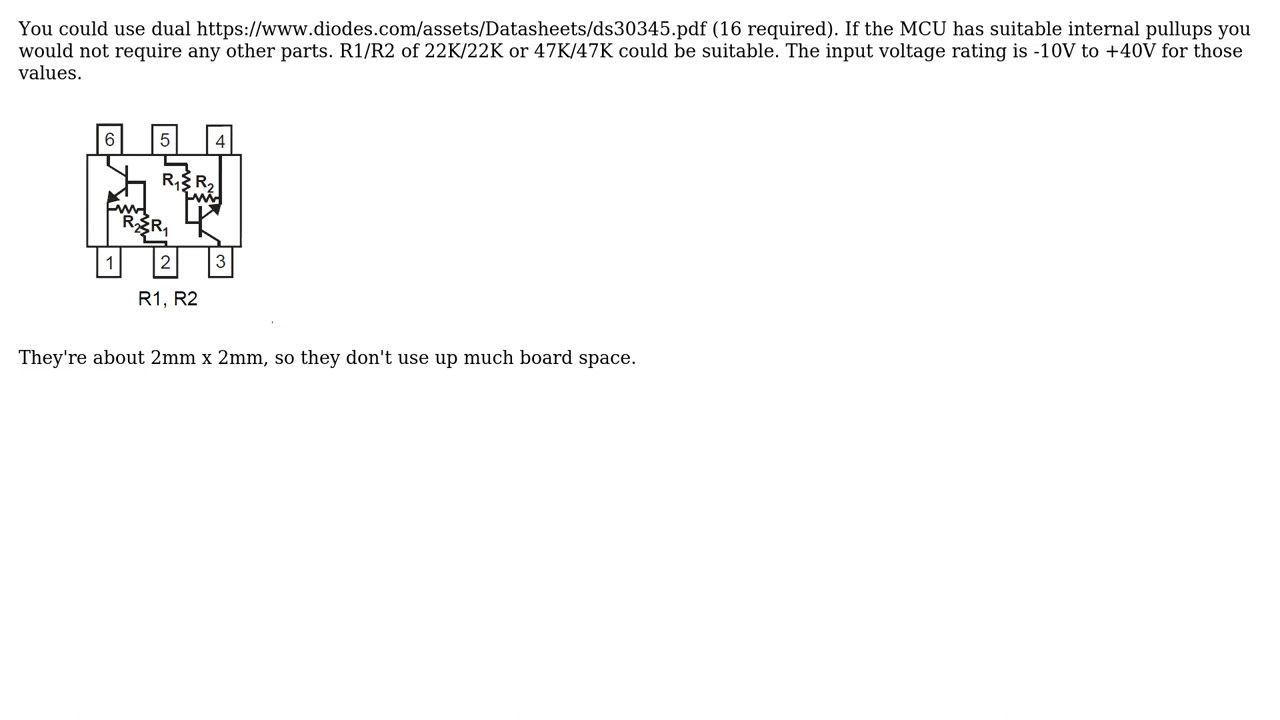 You could use dual https://www.diodes.com/assets/Datasheets/ds30345.pdf (16 required). If the MCU has suitable internal pullups you
would not require any other parts. R1/R2 of 22K/22K or 47K/47K could be suitable. The input voltage rating is -10V to +40V for those
values.
6 5 4
R1 R2
R2 R1
1 2 3
R1, R2
They're about 2mm x 2mm, so they don't use up much board space.